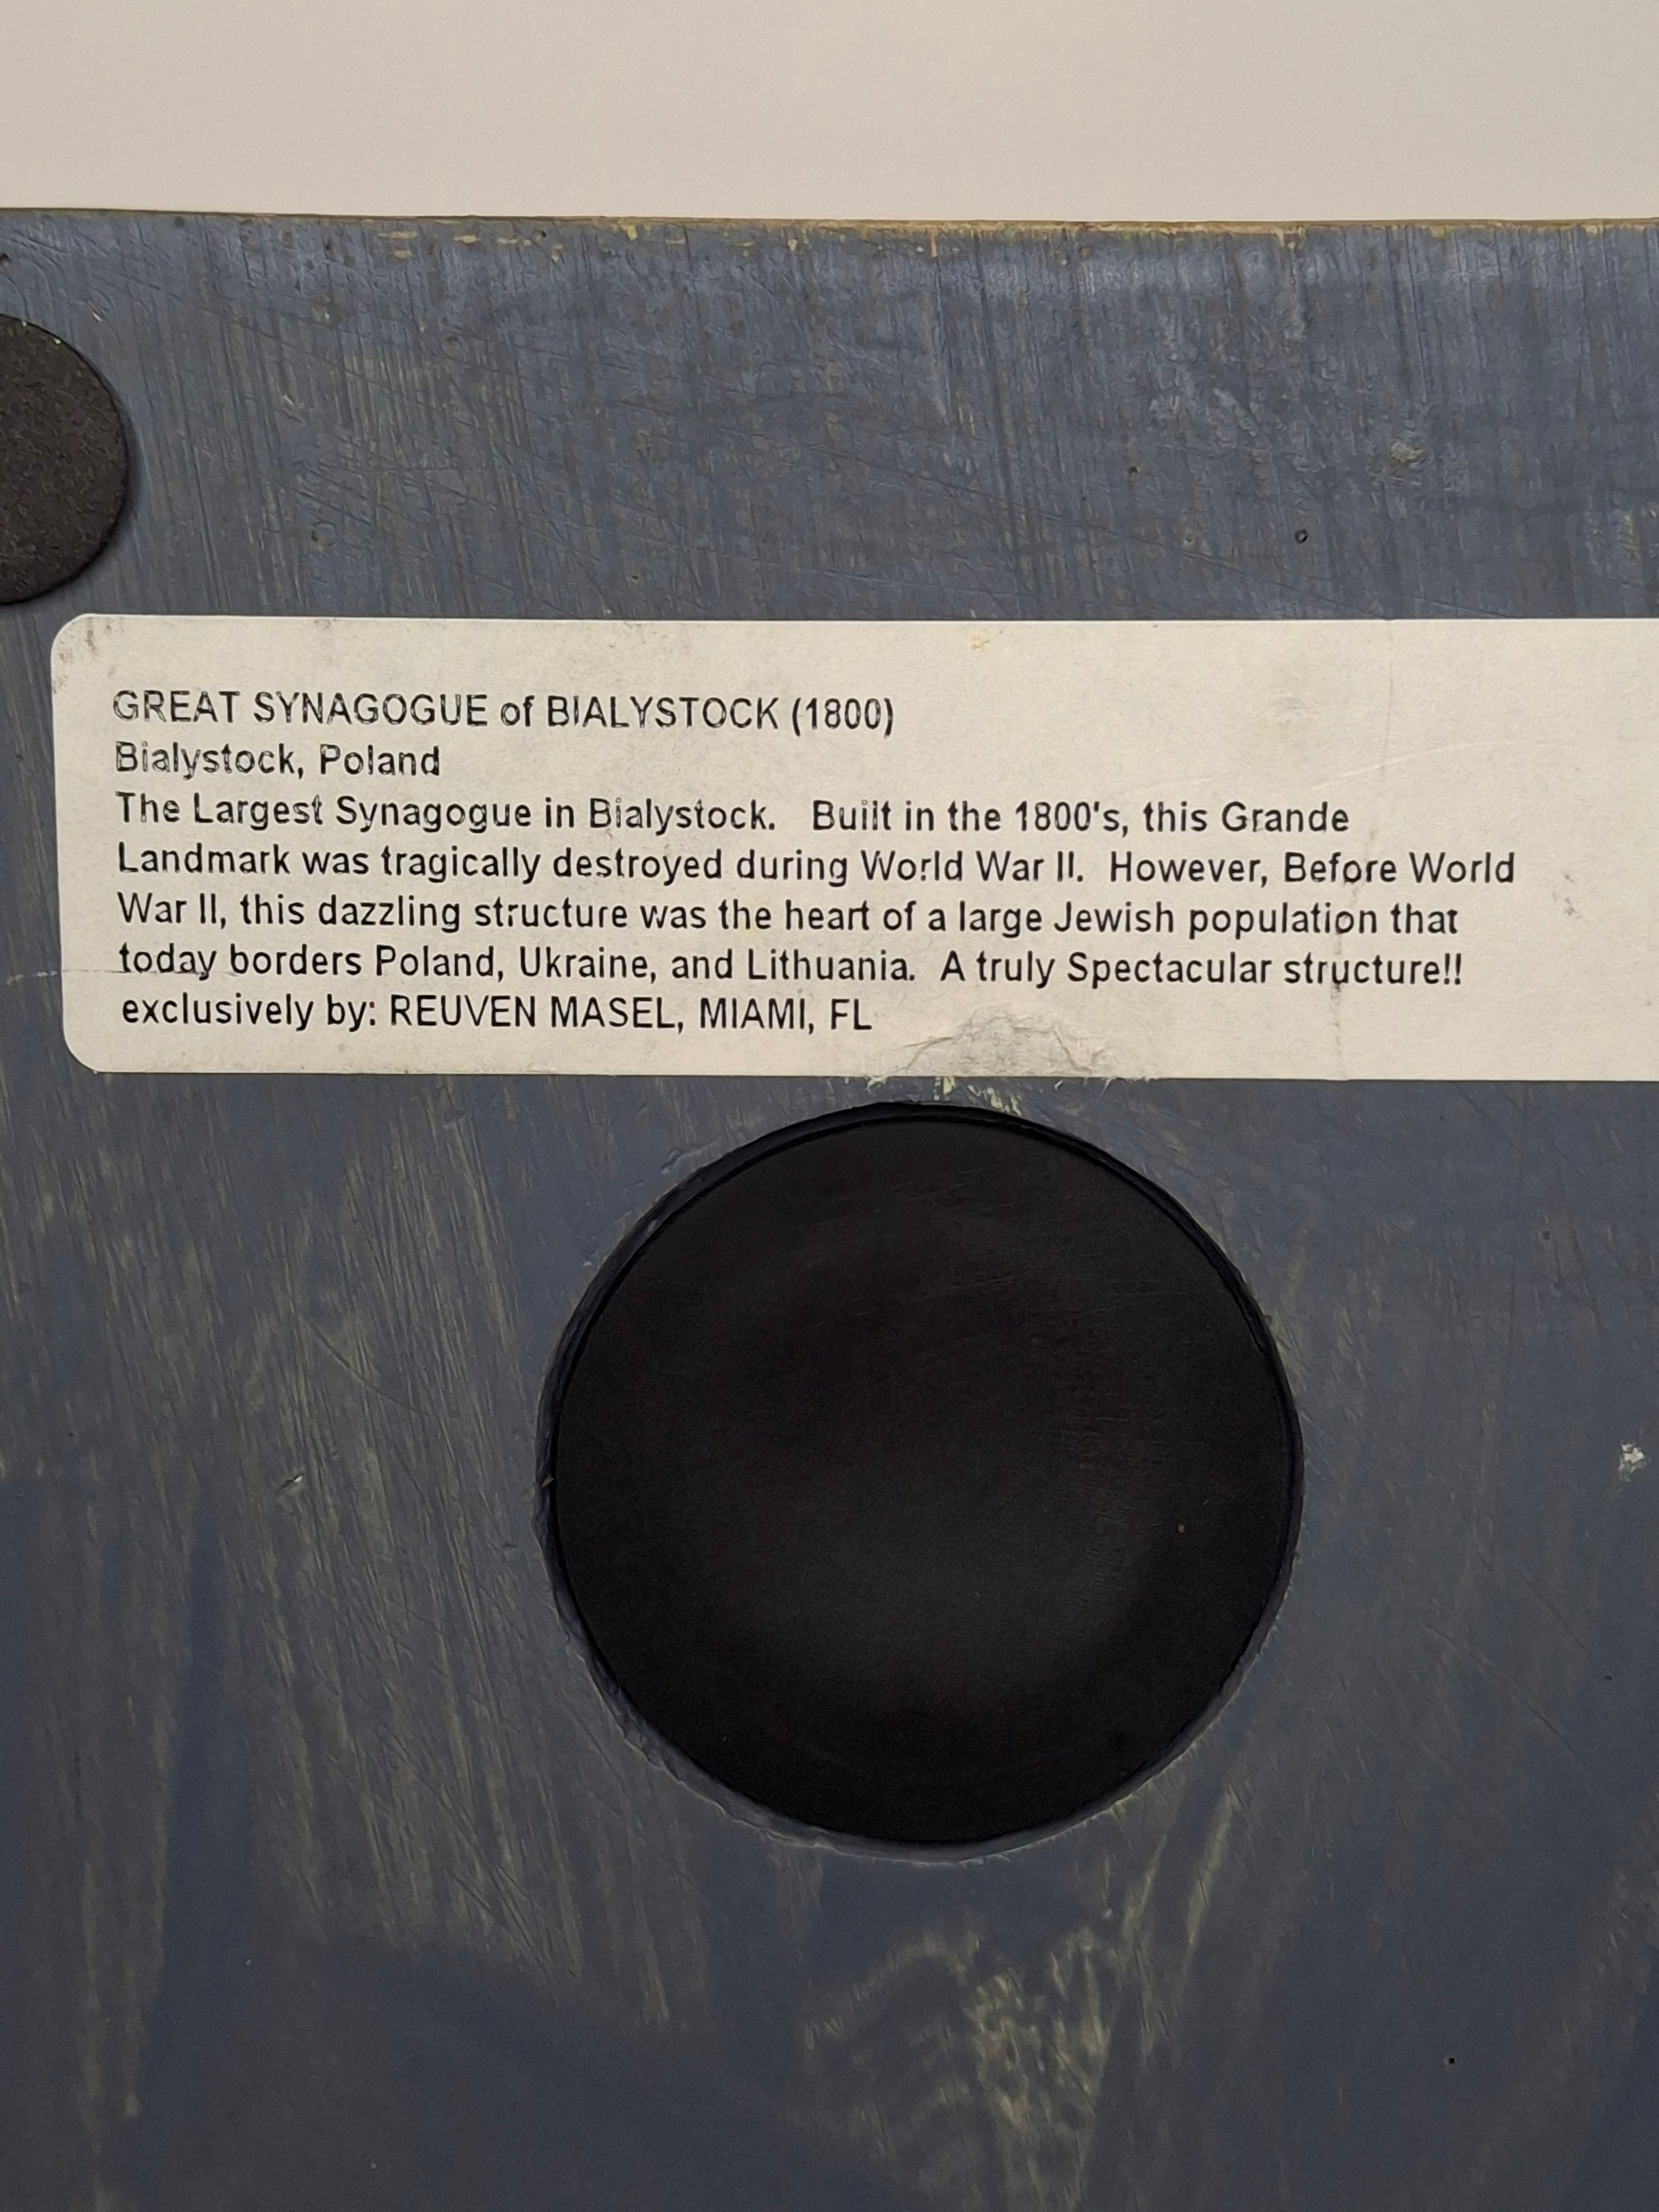 GREAT SYNAGOGUE of BIALYSTOCK (1800)
Bialystock, Poland
The Largest Synagogue in Bialystock. Built in the 1800's, this Grande
Landmark was tragically destroyed during World War II. However, Before World
War II, this dazzling structure was the heart of a large Jewish population that
today borders Poland, Ukraine, and Lithuania. A truly Spectacular structure!!
exclusively by: REUVEN MASEL, MIAMI, FL